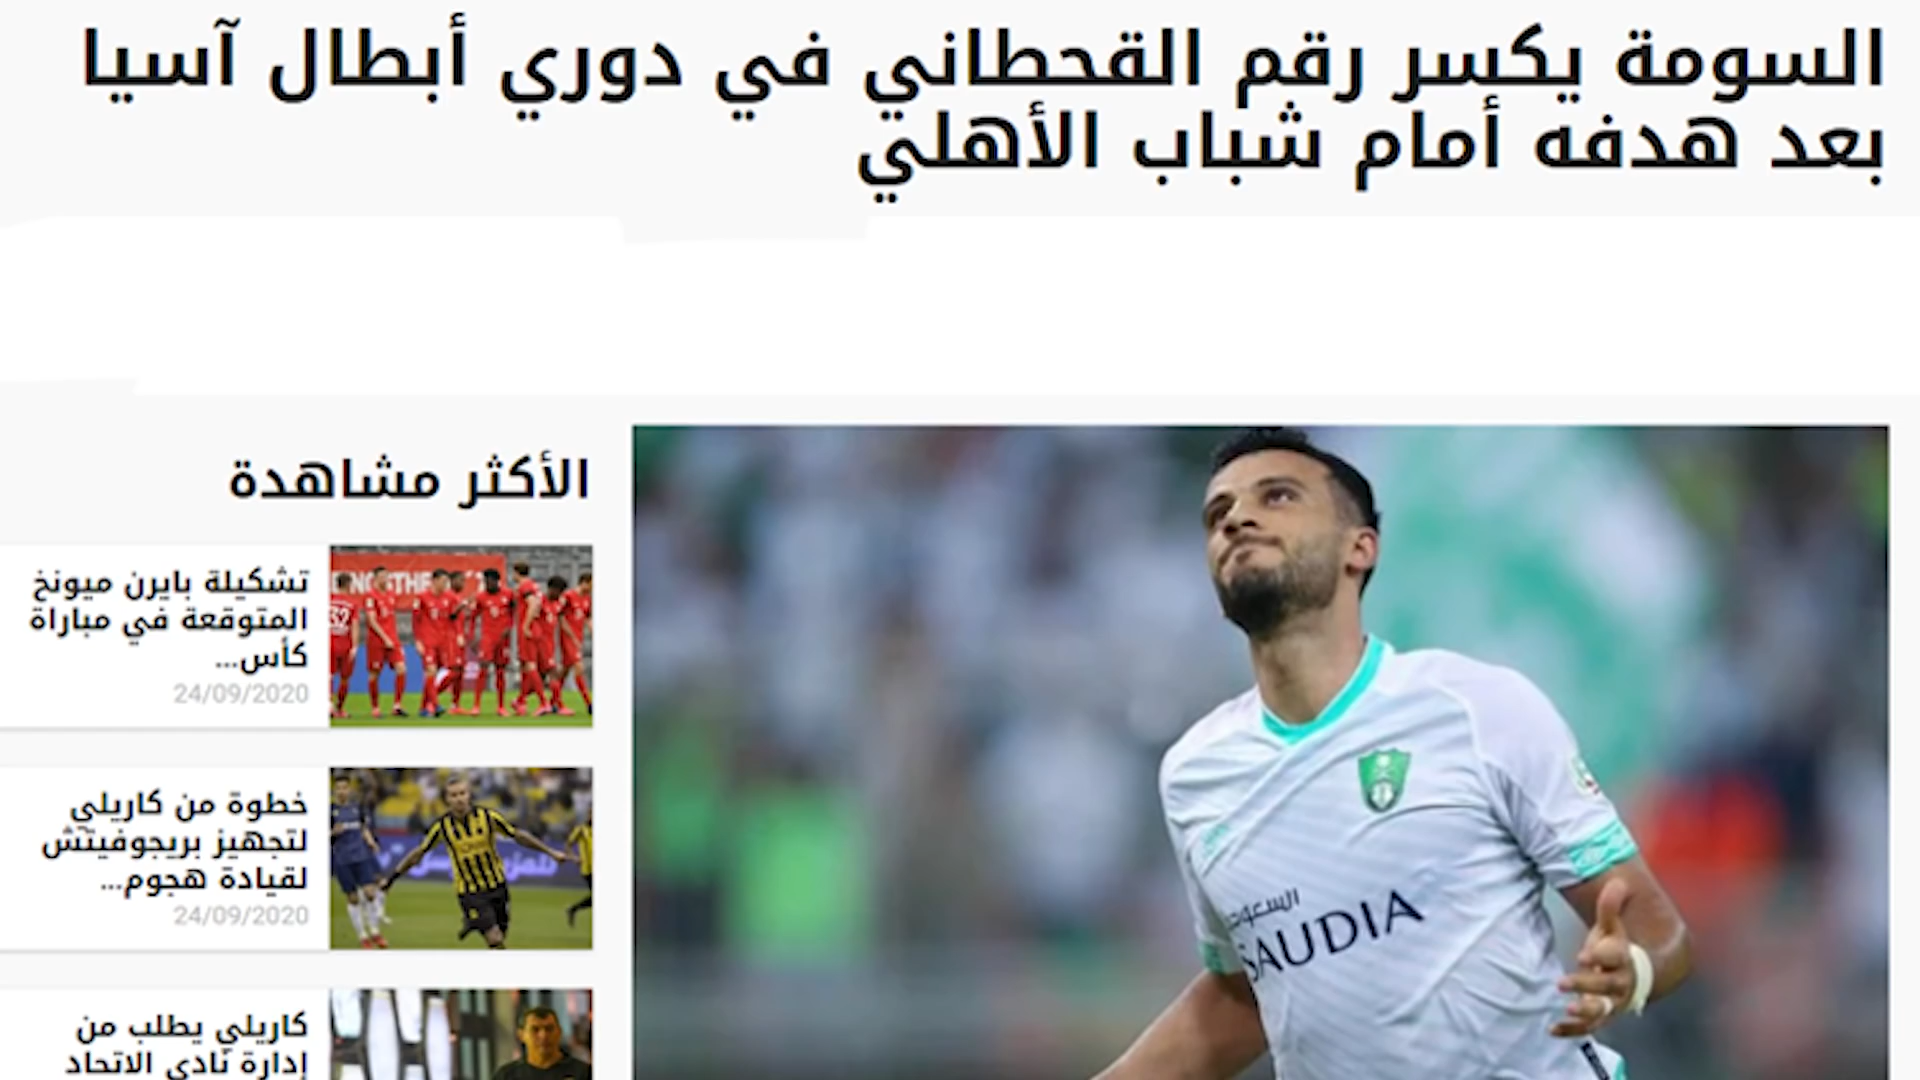 السومة يكسر رقم القحطاني في دوري أبطال آسيا
بعد هدفه أمام شباب الأهلي
الأكثر مشاهدة
تشكيلة بايرن ميونخ
المتوقعة في مباراة
كأس...
24/09/2020
خطوة من كاريلي
لتجهيز بريجوفيتش
لقيادة هجوم...
24/09/2020
كاريلي يطلب من
إدارة نادي الاتحاد
السعودية
SAUDIA
32